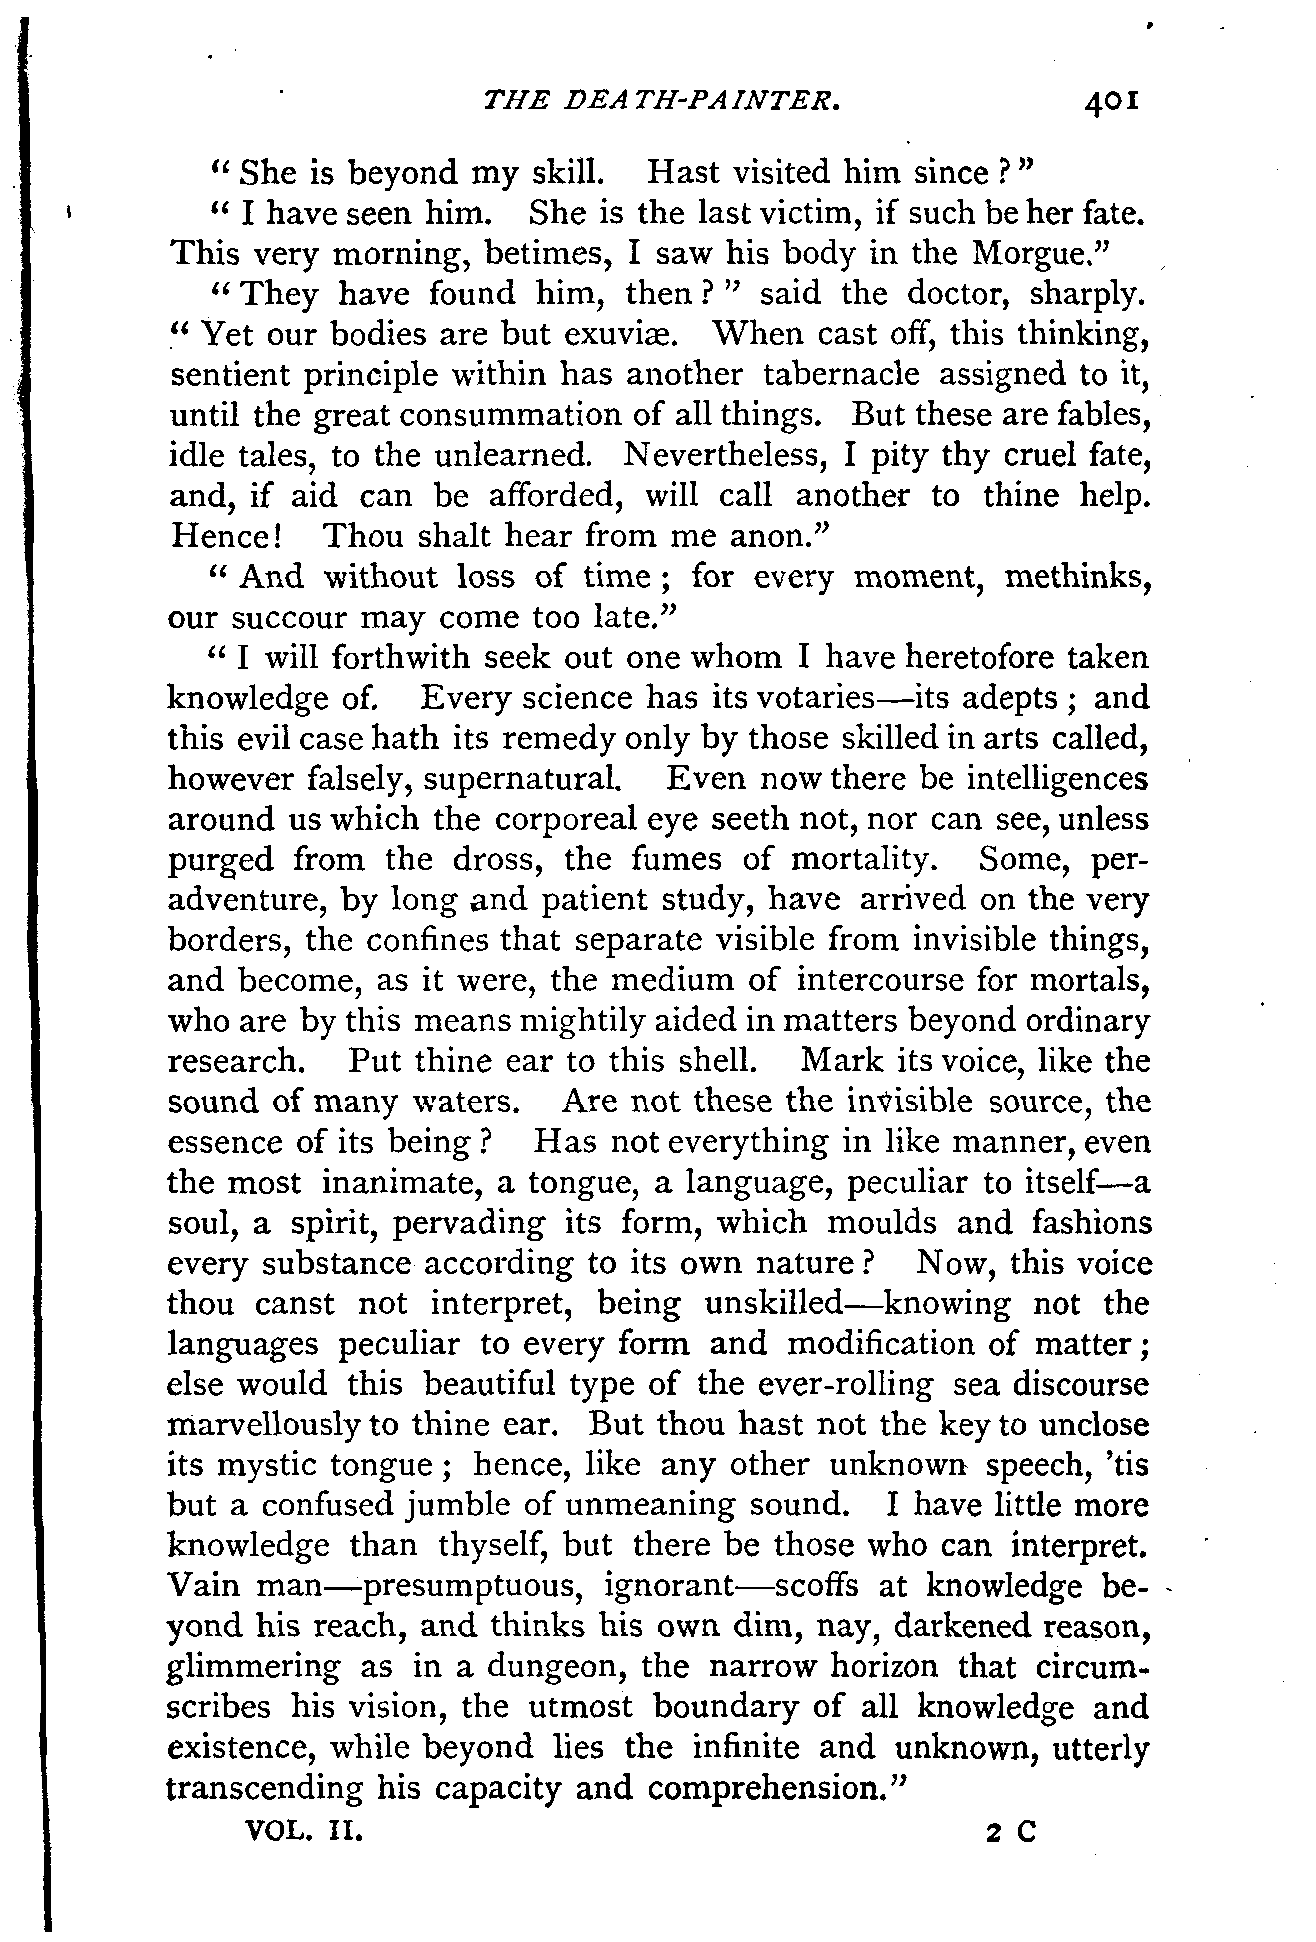 THE DEATH-PAINTER. 401
“She is beyond my skill. Hast visited him since?”
“I have seen him. She is the last victim, if such be her fate.
This very morning, betimes, I saw his body in the Morgue.”
“They have found him, then?” said the doctor, sharply.
“Yet our bodies are but exuviæ. When cast off, this thinking,
sentient principle within has another tabernacle assigned to it,
until the great consummation of all things. But these are fables,
idle tales, to the unlearned. Nevertheless, I pity thy cruel fate,
and, if aid can be afforded, will call another to thine help.
Hence! Thou shalt hear from me anon.”
“And without loss of time; for every moment, methinks,
our succour may come too late.”
“I will forthwith seek out one whom I have heretofore taken
knowledge of. Every science has its votaries—its adepts; and
this evil case hath its remedy only by those skilled in arts called,
however falsely, supernatural. Even now there be intelligences
around us which the corporeal eye seeth not, nor can see, unless
purged from the dross, the fumes of mortality. Some, per-
adventure, by long and patient study, have arrived on the very
borders, the confines that separate visible from invisible things,
and become, as it were, the medium of intercourse for mortals,
who are by this means mightily aided in matters beyond ordinary
research. Put thine ear to this shell. Mark its voice, like the
sound of many waters. Are not these the invisible source, the
essence of its being? Has not everything in like manner, even
the most inanimate, a tongue, a language, peculiar to itself—a
soul, a spirit, pervading its form, which moulds and fashions
every substance according to its own nature? Now, this voice
thou canst not interpret, being unskilled—knowing not the
languages peculiar to every form and modification of matter;
else would this beautiful type of the ever-rolling sea discourse
marvellously to thine ear. But thou hast not the key to unclose
its mystic tongue; hence, like any other unknown speech, ’tis
but a confused jumble of unmeaning sound. I have little more
knowledge than thyself, but there be those who can interpret.
Vain man—presumptuous, ignorant—scoffs at knowledge be-
yond his reach, and thinks his own dim, nay, darkened reason,
glimmering as in a dungeon, the narrow horizon that circum-
scribes his vision, the utmost boundary of all knowledge and
existence, while beyond lies the infinite and unknown, utterly
transcending his capacity and comprehension.”
VOL. II. 2 C